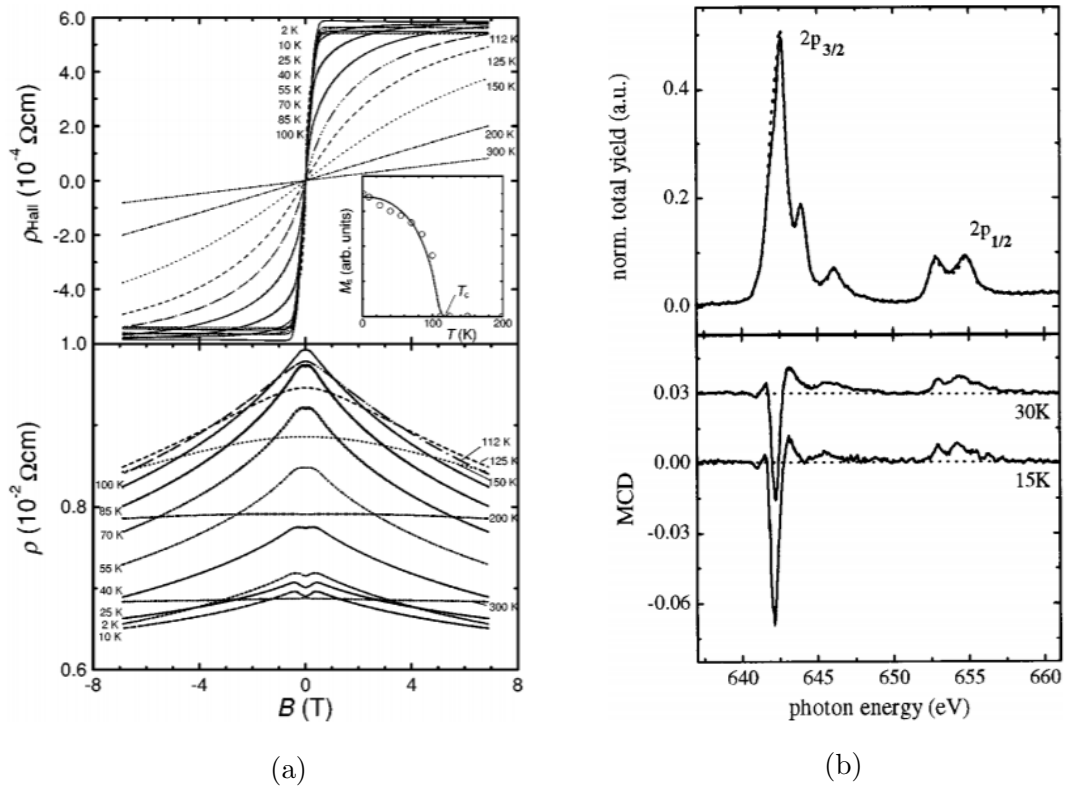 6.0
4.0
2.0
0.0
-2.0
-4.0
1.0
0.8
0.6
ρHall (10⁻⁴ Ωcm)
2 K
10 K
25 K
40 K
55 K
70 K
85 K
100 K
112 K
125 K
150 K
200 K
300 K
Ms (arb. units)
Tc
0
100
200
T (K)
ρ (10⁻² Ωcm)
100 K
85 K
70 K
55 K
40 K
25 K
2 K
10 K
112 K
125 K
150 K
200 K
300K
-8
-4
0
4
8
B (T)
(a)
norm. total yield (a.u.)
0.4
0.2
0.0
2p3/2
2p1/2
MCD
0.03
0.00
-0.03
-0.06
30K
15K
640
645
650
655
660
photon energy (eV)
(b)